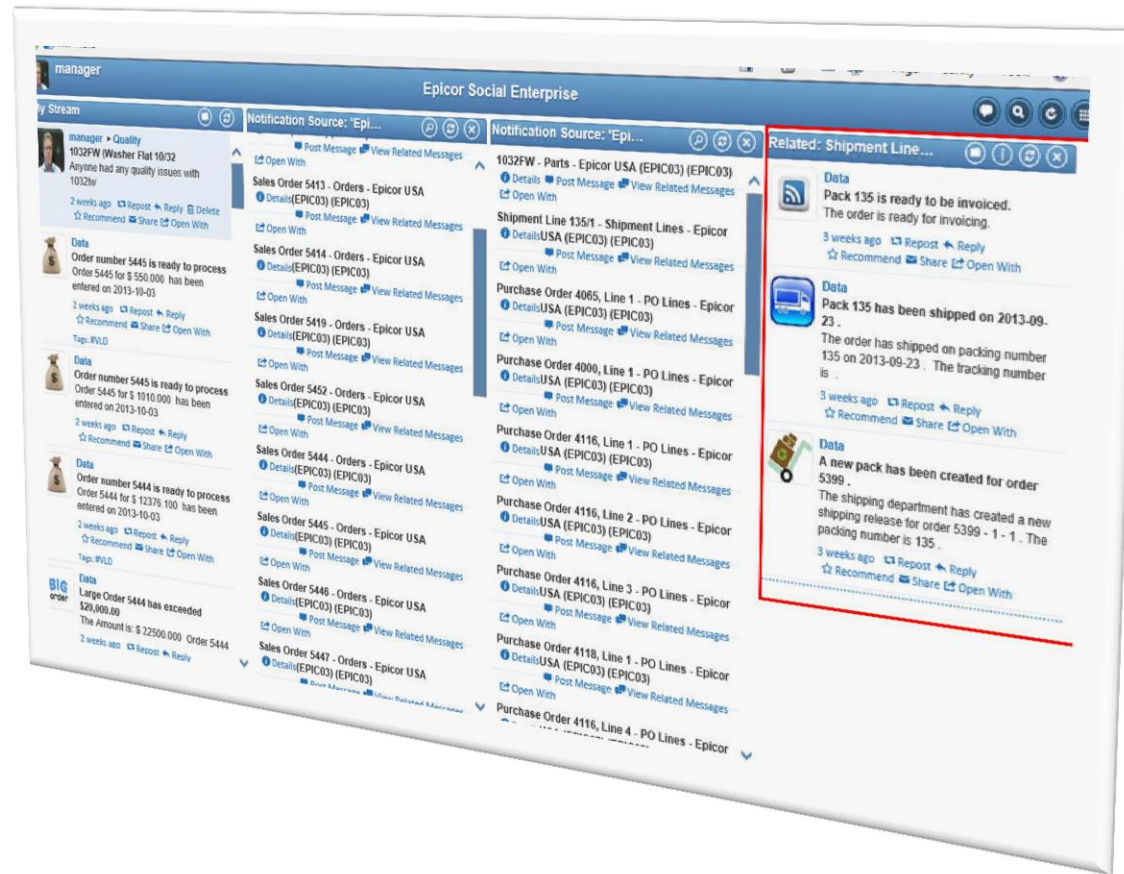 manager
Epicor Social Enterprise
My Stream
manager ▸ Quality
1032FW (Washer Flat 10/32
Anyone had any quality issues with
1032fw
2 weeks ago Repost Reply Delete
Recommend Share Open With
Data
Order number 5445 is ready to process
Order 5445 for $ 550.000 has been
entered on 2013-10-03
2 weeks ago Repost Reply
Recommend Share Open With
Tags: #VLD
Data
Order number 5445 is ready to process
Order 5445 for $ 1010.000 has been
entered on 2013-10-03
2 weeks ago Repost Reply
Recommend Share Open With
Data
Order number 5444 is ready to process
Order 5444 for $ 12376.100 has been
entered on 2013-10-03
2 weeks ago Repost Reply
Recommend Share Open With
Tags: #VLD
BIG
order
Data
Large Order 5444 has exceeded
$20,000.00
The Amount is: $ 22500.000 Order 5444
2 weeks ago Repost Reply
Notification Source: 'Epi...
Post Message View Related Messages
Open With
Sales Order 5413 - Orders - Epicor USA
Details(EPIC03) (EPIC03)
Post Message View Related Messages
Open With
Sales Order 5414 - Orders - Epicor USA
Details(EPIC03) (EPIC03)
Post Message View Related Messages
Open With
Sales Order 5419 - Orders - Epicor USA
Details(EPIC03) (EPIC03)
Post Message View Related Messages
Open With
Sales Order 5452 - Orders - Epicor USA
Details(EPIC03) (EPIC03)
Post Message View Related Messages
Open With
Sales Order 5444 - Orders - Epicor USA
Details(EPIC03) (EPIC03)
Post Message View Related Messages
Open With
Sales Order 5445 - Orders - Epicor USA
Details(EPIC03) (EPIC03)
Post Message View Related Messages
Open With
Sales Order 5446 - Orders - Epicor USA
Details(EPIC03) (EPIC03)
Post Message View Related Messages
Open With
Sales Order 5447 - Orders - Epicor USA
Details(EPIC03) (EPIC03)
Post Message View Related Messages
Notification Source: 'Epi...
1032FW - Parts - Epicor USA (EPIC03) (EPIC03)
Details Post Message View Related Messages
Open With
Shipment Line 135/1 - Shipment Lines - Epicor
DetailsUSA (EPIC03) (EPIC03)
Post Message View Related Messages
Open With
Purchase Order 4065, Line 1 - PO Lines - Epicor
DetailsUSA (EPIC03) (EPIC03)
Post Message View Related Messages
Open With
Purchase Order 4000, Line 1 - PO Lines - Epicor
DetailsUSA (EPIC03) (EPIC03)
Post Message View Related Messages
Open With
Purchase Order 4116, Line 1 - PO Lines - Epicor
DetailsUSA (EPIC03) (EPIC03)
Post Message View Related Messages
Open With
Purchase Order 4116, Line 2 - PO Lines - Epicor
DetailsUSA (EPIC03) (EPIC03)
Post Message View Related Messages
Open With
Purchase Order 4116, Line 3 - PO Lines - Epicor
DetailsUSA (EPIC03) (EPIC03)
Post Message View Related Messages
Open With
Purchase Order 4118, Line 1 - PO Lines - Epicor
DetailsUSA (EPIC03) (EPIC03)
Post Message View Related Messages
Open With
Purchase Order 4116, Line 4 - PO Lines - Epicor
Related: Shipment Line...
Data
Pack 135 is ready to be invoiced.
The order is ready for invoicing.
3 weeks ago Repost Reply
Recommend Share Open With
Data
Pack 135 has been shipped on 2013-09-
23 .
The order has shipped on packing number
135 on 2013-09-23 . The tracking number
is .
3 weeks ago Repost Reply
Recommend Share Open With
Data
A new pack has been created for order
5399 .
The shipping department has created a new
shipping release for order 5399 - 1 - 1 . The
packing number is 135 .
3 weeks ago Repost Reply
Recommend Share Open With